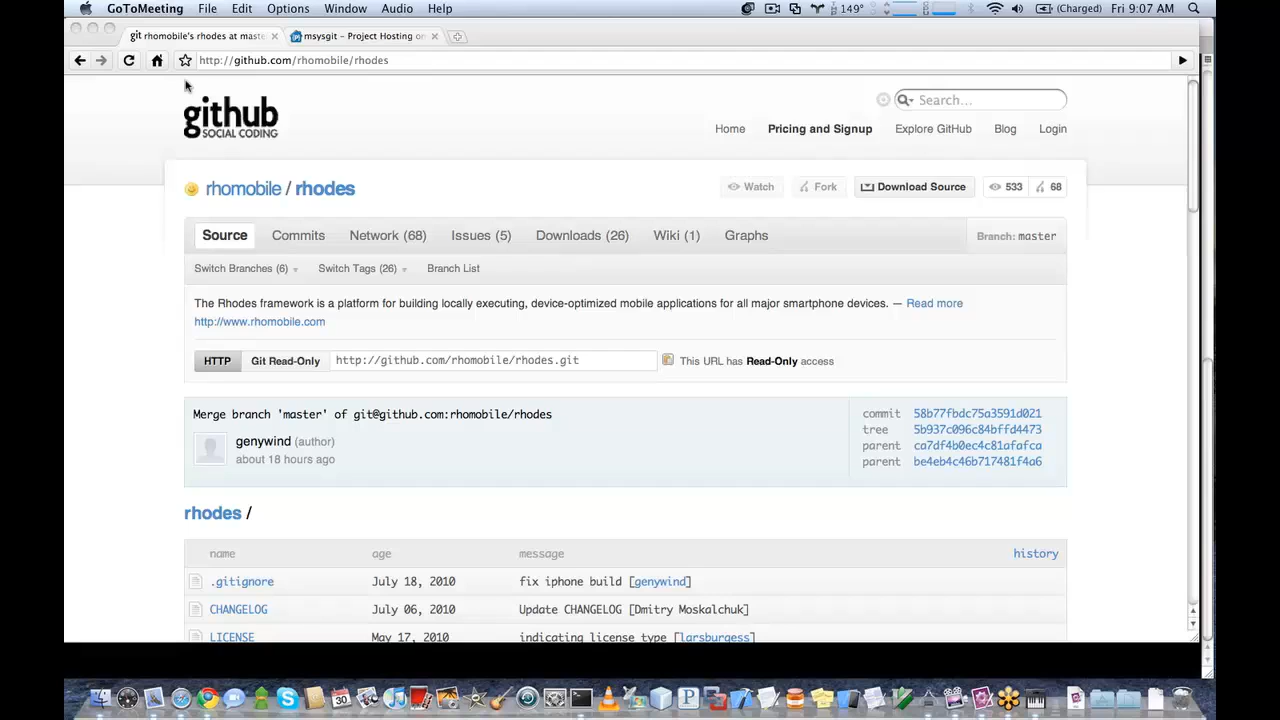 GoToMeeting File Edit Options Window Audio Help 149° (Charged) Fri 9:07 AM
git rhomobile's rhodes at maste
msysgit - Project Hosting on
http://github.com/rhomobile/rhodes
github
SOCIAL CODING
Search...
Home Pricing and Signup Explore GitHub Blog Login
rhomobile / rhodes
Watch Fork Download Source 533 68
Source Commits Network (68) Issues (5) Downloads (26) Wiki (1) Graphs Branch: master
Switch Branches (6) Switch Tags (26) Branch List
The Rhodes framework is a platform for building locally executing, device-optimized mobile applications for all major smartphone devices. — Read more
http://www.rhomobile.com
HTTP Git Read-Only http://github.com/rhomobile/rhodes.git This URL has Read-Only access
Merge branch 'master' of git@github.com:rhomobile/rhodes
genywind (author)
about 18 hours ago
commit 58b77fbdc75a3591d021
tree 5b937c096c84bffd4473
parent ca7df4b0ec4c81afafca
parent be4eb4c46b717481f4a6
rhodes /
name age message history
.gitignore July 18, 2010 fix iphone build [genywind]
CHANGELOG July 06, 2010 Update CHANGELOG [Dmitry Moskalchuk]
LICENSE May 17, 2010 indicating license type [larsburgess]